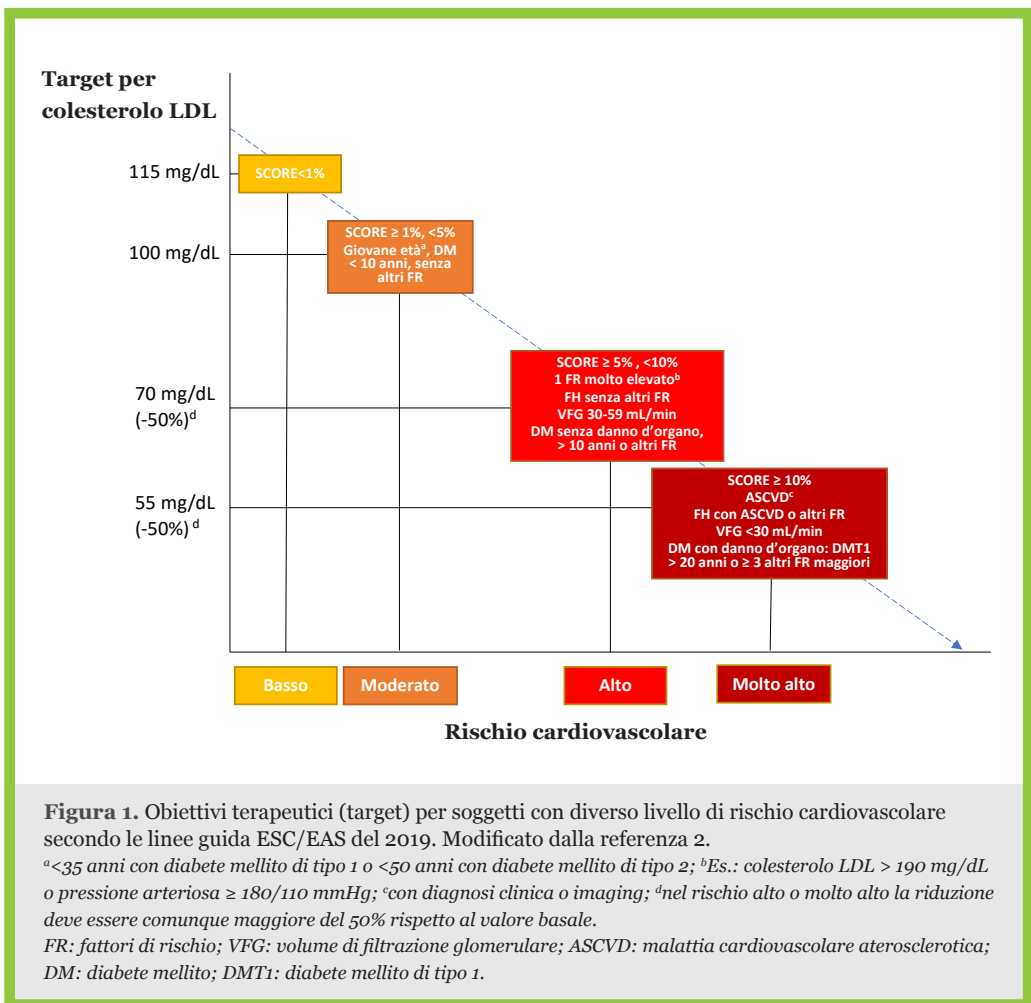 Target per
colesterolo LDL
115 mg/dL
SCORE<1%
100 mg/dL
SCORE ≥ 1%, <5%
Giovane etàᵃ, DM
< 10 anni, senza
altri FR
70 mg/dL
(-50%)ᵈ
SCORE ≥ 5% , <10%
1 FR molto elevatoᵇ
FH senza altri FR
VFG 30-59 mL/min
DM senza danno d’organo,
> 10 anni o altri FR
55 mg/dL
(-50%) ᵈ
SCORE ≥ 10%
ASCVDᶜ
FH con ASCVD o altri FR
VFG <30 mL/min
DM con danno d’organo: DMT1
> 20 anni o ≥ 3 altri FR maggiori
Basso
Moderato
Alto
Molto alto
Rischio cardiovascolare
Figura 1. Obiettivi terapeutici (target) per soggetti con diverso livello di rischio cardiovascolare
secondo le linee guida ESC/EAS del 2019. Modificato dalla referenza 2.
ᵃ<35 anni con diabete mellito di tipo 1 o <50 anni con diabete mellito di tipo 2; ᵇEs.: colesterolo LDL > 190 mg/dL
o pressione arteriosa ≥ 180/110 mmHg; ᶜcon diagnosi clinica o imaging; ᵈnel rischio alto o molto alto la riduzione
deve essere comunque maggiore del 50% rispetto al valore basale.
FR: fattori di rischio; VFG: volume di filtrazione glomerulare; ASCVD: malattia cardiovascolare aterosclerotica;
DM: diabete mellito; DMT1: diabete mellito di tipo 1.